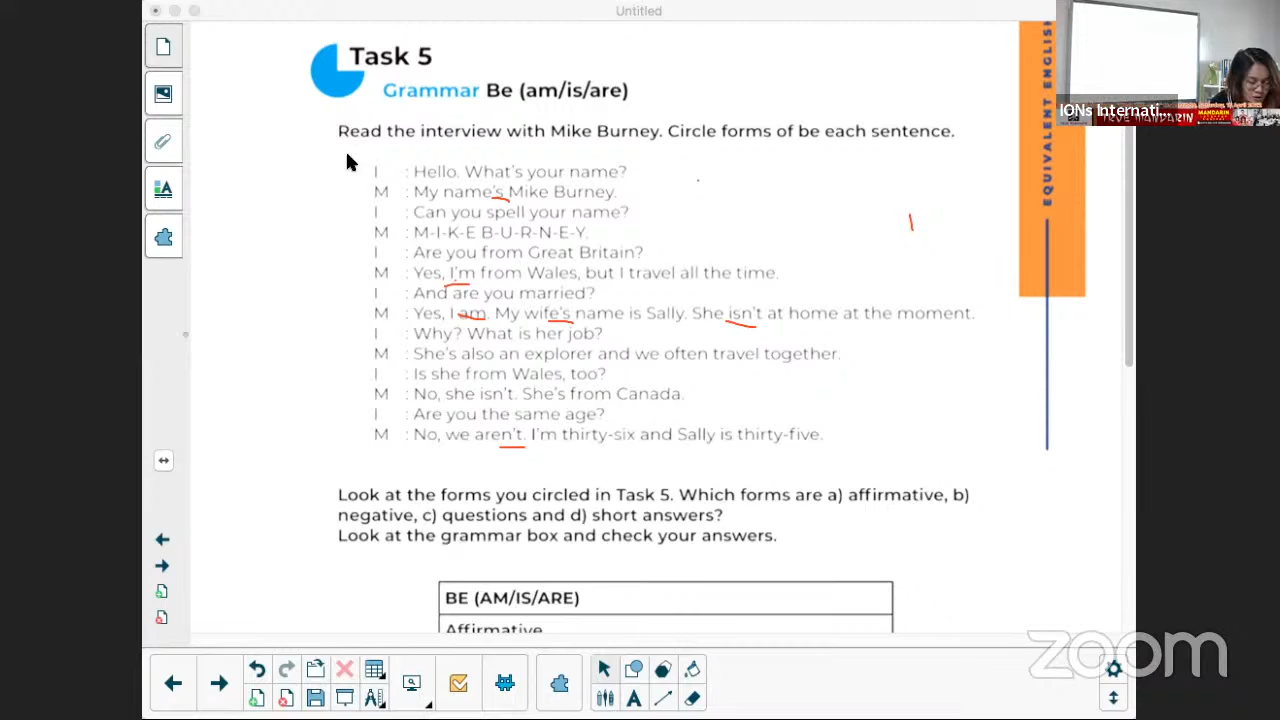 Untitled
Task 5
Grammar Be (am/is/are)
Read the interview with Mike Burney. Circle forms of be each sentence.
I : Hello. What's your name?
M : My name's Mike Burney.
I : Can you spell your name?
M : M-I-K-E B-U-R-N-E-Y.
I : Are you from Great Britain?
M : Yes, I'm from Wales, but I travel all the time.
I : And are you married?
M : Yes, I am. My wife's name is Sally. She isn't at home at the moment.
I : Why? What is her job?
M : She's also an explorer and we often travel together.
I : Is she from Wales, too?
M : No, she isn't. She's from Canada.
I : Are you the same age?
M : No, we aren't. I'm thirty-six and Sally is thirty-five.
Look at the forms you circled in Task 5. Which forms are a) affirmative, b)
negative, c) questions and d) short answers?
Look at the grammar box and check your answers.
BE (AM/IS/ARE)
Affirmative
EQUIVALENT ENGLISH
IONs Internati...
MANDARIN
zoom